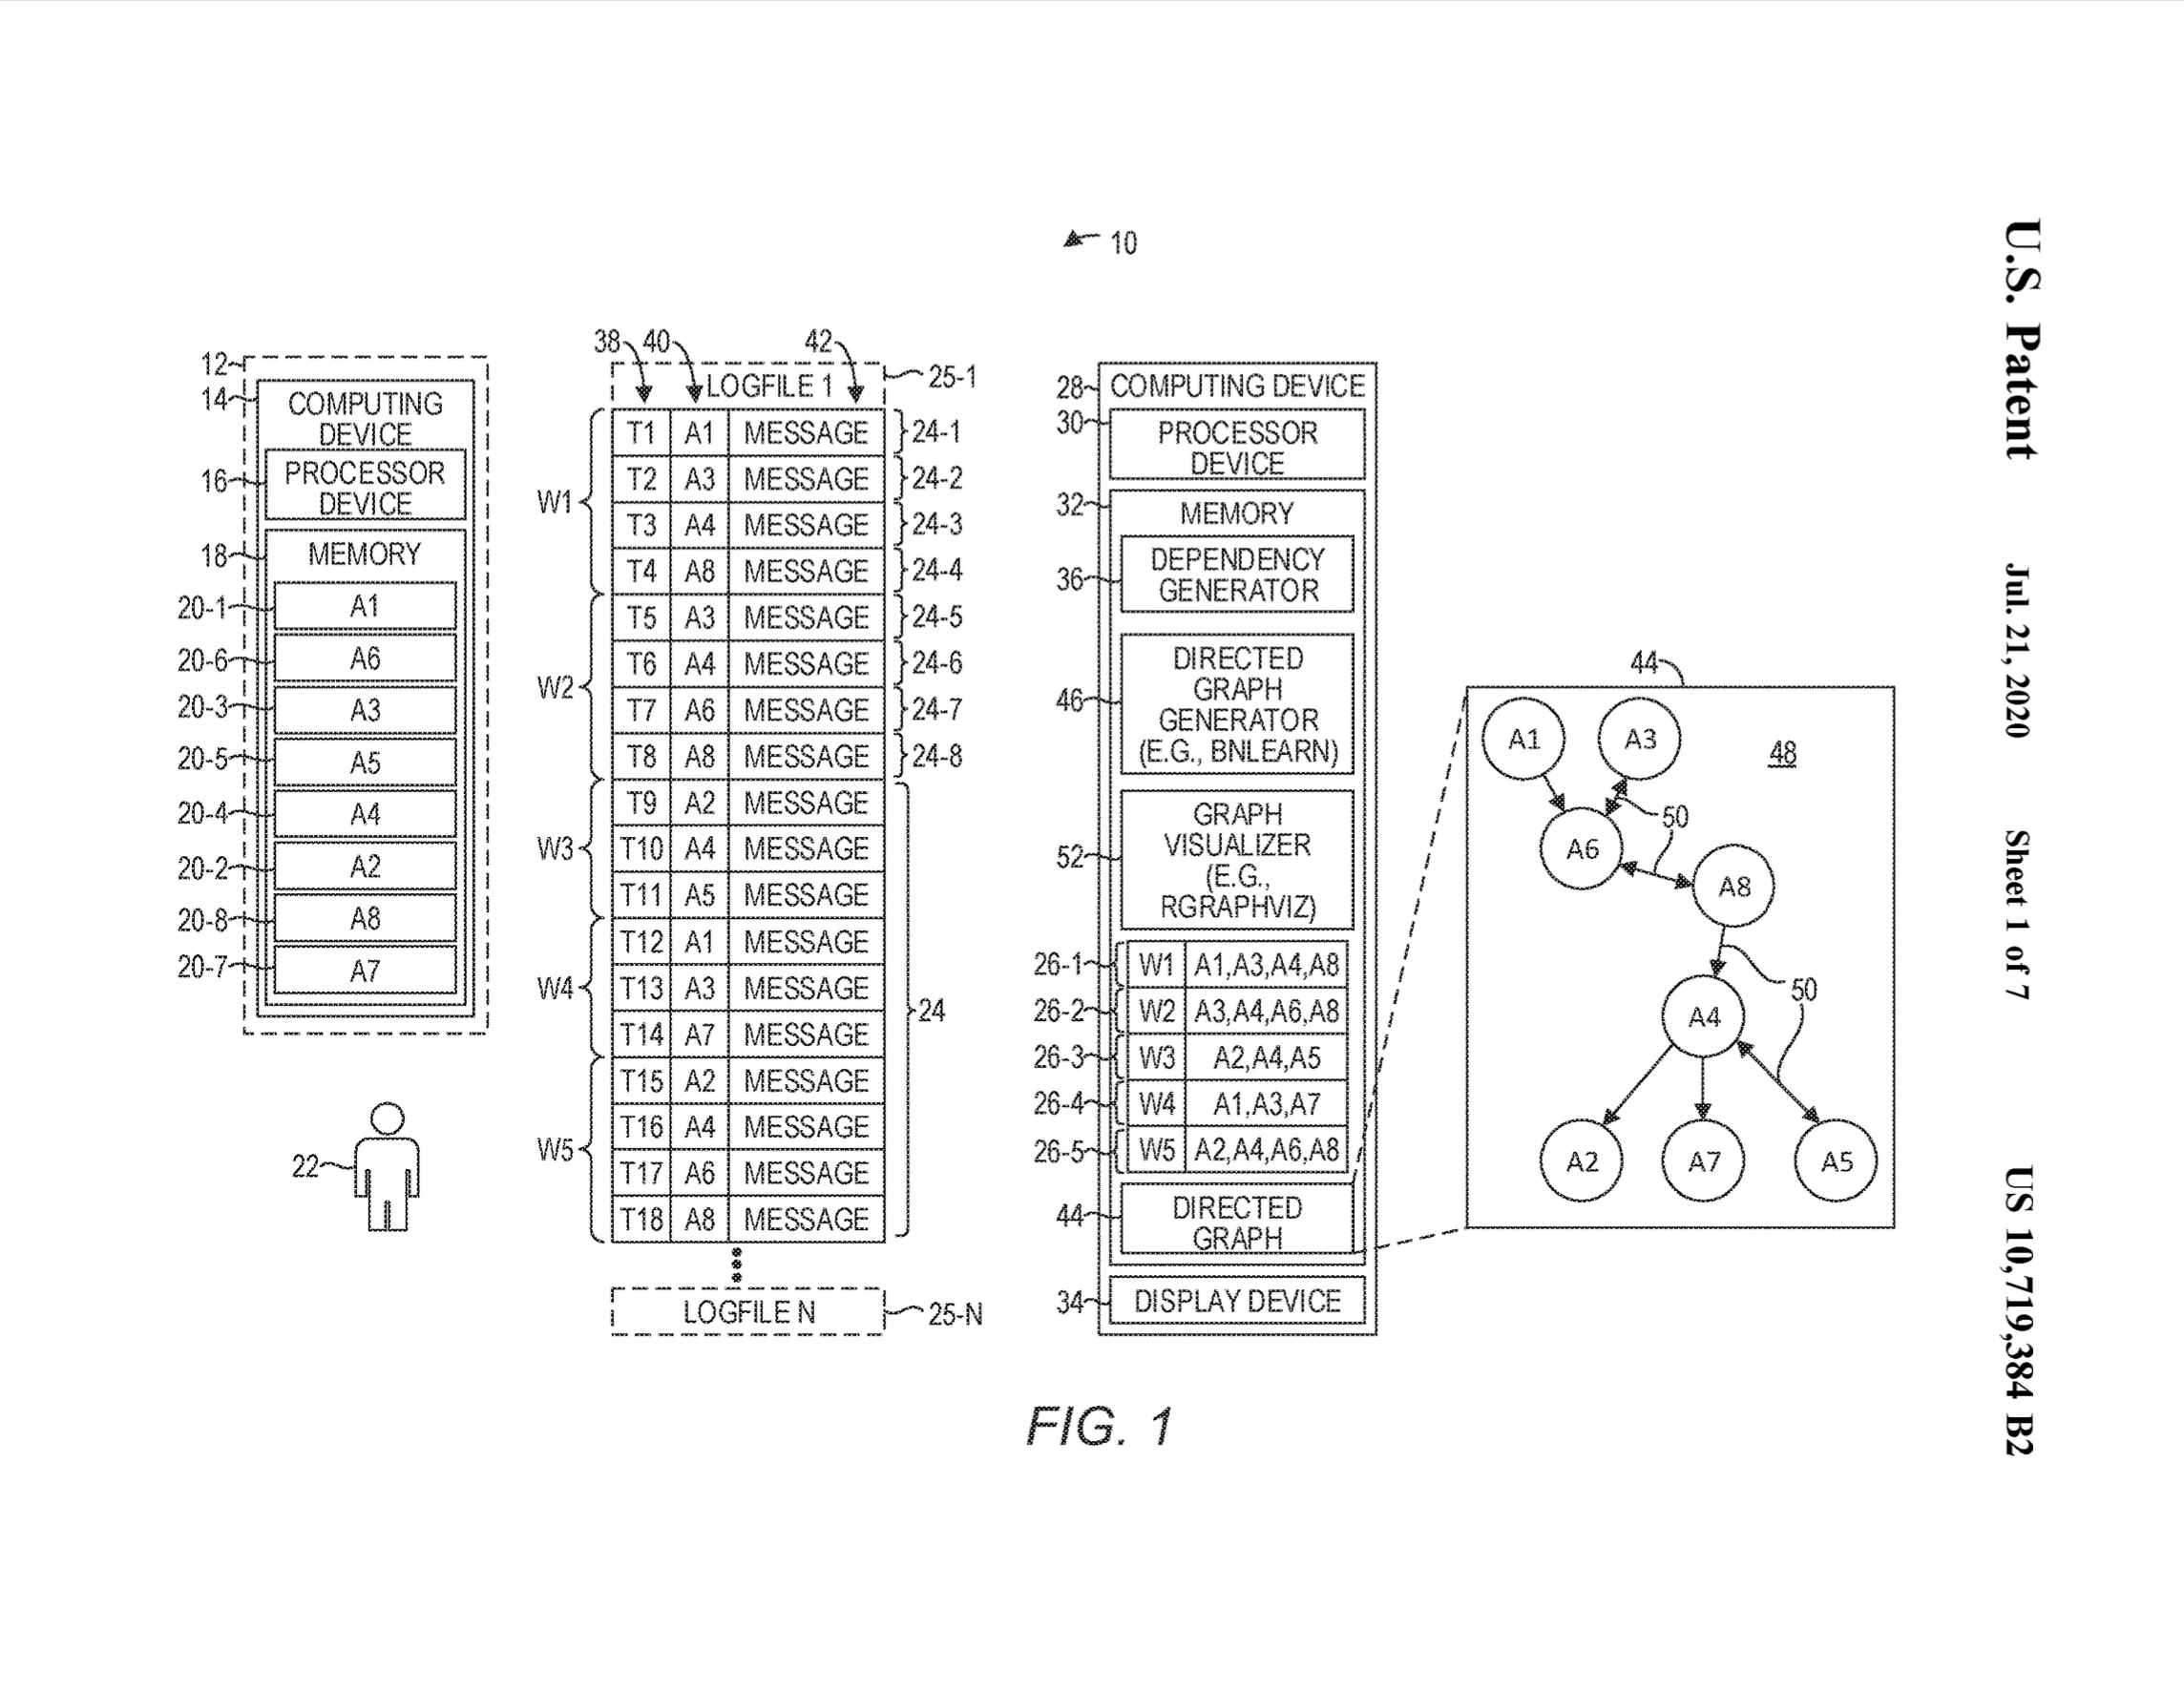 U.S. Patent Jul. 21, 2020 Sheet 1 of 7 US 10,719,384 B2
10
12
14
COMPUTING
DEVICE
16
PROCESSOR
DEVICE
18
MEMORY
20-1 A1
20-6 A6
20-3 A3
20-5 A5
20-4 A4
20-2 A2
20-8 A8
20-7 A7
22
38 40 42
LOGFILE 1 25-1
W1
T1 A1 MESSAGE 24-1
T2 A3 MESSAGE 24-2
T3 A4 MESSAGE 24-3
T4 A8 MESSAGE 24-4
W2
T5 A3 MESSAGE 24-5
T6 A4 MESSAGE 24-6
T7 A6 MESSAGE 24-7
T8 A8 MESSAGE 24-8
W3
T9 A2 MESSAGE
T10 A4 MESSAGE
T11 A5 MESSAGE
W4
T12 A1 MESSAGE
T13 A3 MESSAGE
T14 A7 MESSAGE
24
W5
T15 A2 MESSAGE
T16 A4 MESSAGE
T17 A6 MESSAGE
T18 A8 MESSAGE
LOGFILE N 25-N
28 COMPUTING DEVICE
30
PROCESSOR
DEVICE
32
MEMORY
36
DEPENDENCY
GENERATOR
46
DIRECTED
GRAPH
GENERATOR
(E.G., BNLEARN)
52
GRAPH
VISUALIZER
(E.G.,
RGRAPHVIZ)
26-1 W1 A1,A3,A4,A8
26-2 W2 A3,A4,A6,A8
26-3 W3 A2,A4,A5
26-4 W4 A1,A3,A7
26-5 W5 A2,A4,A6,A8
44
DIRECTED
GRAPH
34 DISPLAY DEVICE
44
A1 A3 48
50
A6
A8
50
A4
A2 A7 A5
FIG. 1